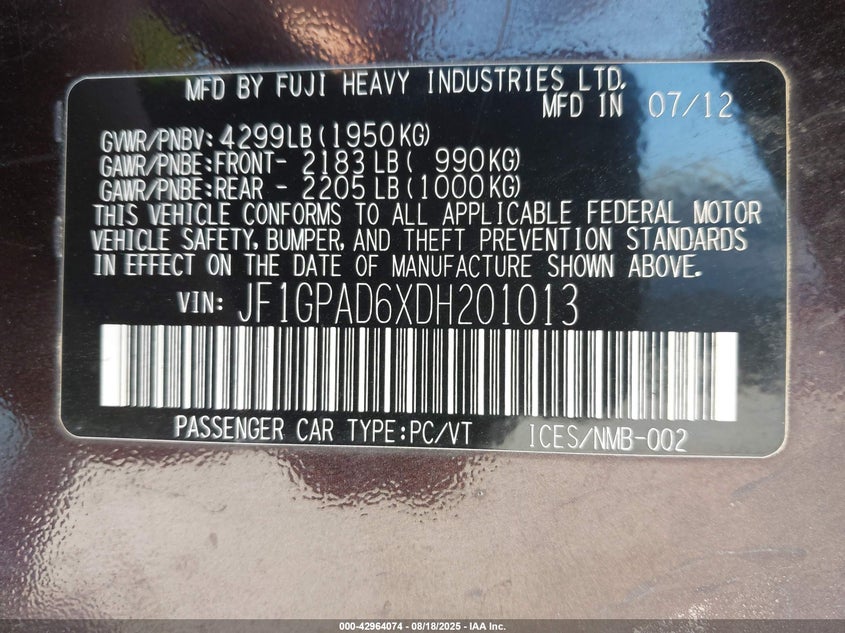 MFD BY FUJI HEAVY INDUSTRIES LTD.
MFD IN 07/12
GVWR/PNBV: 4299LB (1950KG)
GAWR/PNBE:FRONT- 2183 LB ( 990KG)
GAWR/PNBE:REAR - 2205 LB (1000KG)
THIS VEHICLE CONFORMS TO ALL APPLICABLE FEDERAL MOTOR
VEHICLE SAFETY, BUMPER, AND THEFT PREVENTION STANDARDS
IN EFFECT ON THE DATE OF MANUFACTURE SHOWN ABOVE.
VIN: JF1GPAD6XDH201013
PASSENGER CAR TYPE:PC/VT ICES/NMB-002
000-42964074 - 08/18/2025 - IAA Inc.